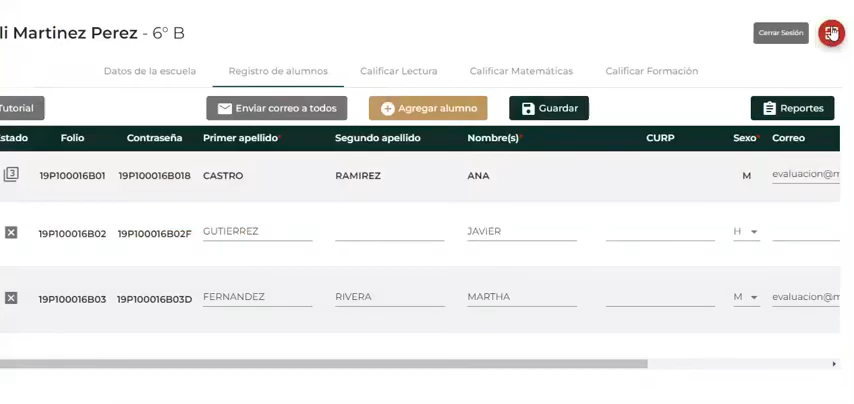 li Martinez Perez - 6° B
Cerrar Sesión
Datos de la escuela Registro de alumnos Calificar Lectura Calificar Matemáticas Calificar Formación
Tutorial Enviar correo a todos Agregar alumno Guardar Reportes
Estado Folio Contraseña Primer apellido* Segundo apellido Nombre(s)* CURP Sexo* Correo
3 19P100016B01 19P100016B018 CASTRO RAMIREZ ANA M evaluacion@m
19P100016B02 19P100016B02F GUTIERREZ JAVIER H
19P100016B03 19P100016B03D FERNANDEZ RIVERA MARTHA M evaluacion@m